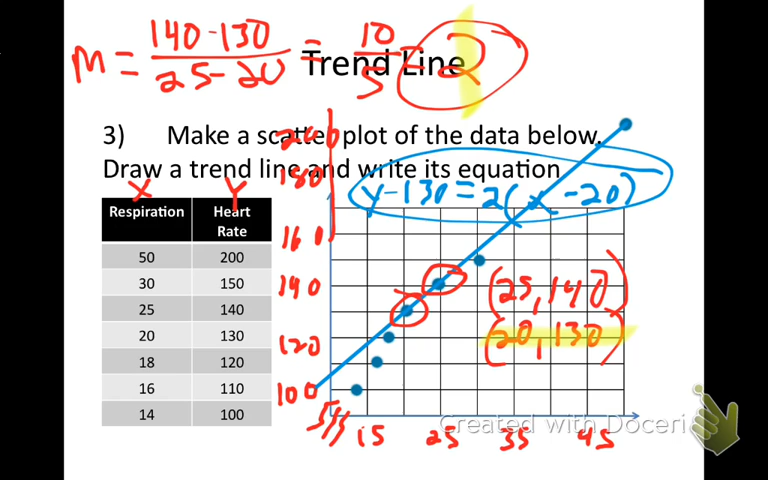 m = 140 - 130 / 25 - 20 = 10 / 5 = 2
Trend Line
3) Make a scatter plot of the data below.
Draw a trend line and write its equation
y - 130 = 2(x - 20)
X Y
Respiration Heart Rate
50 200
30 150
25 140
20 130
18 120
16 110
14 100
200
180
160
140
120
100
(25, 140)
(20, 130)
15 25 35 45
Created with Doceri